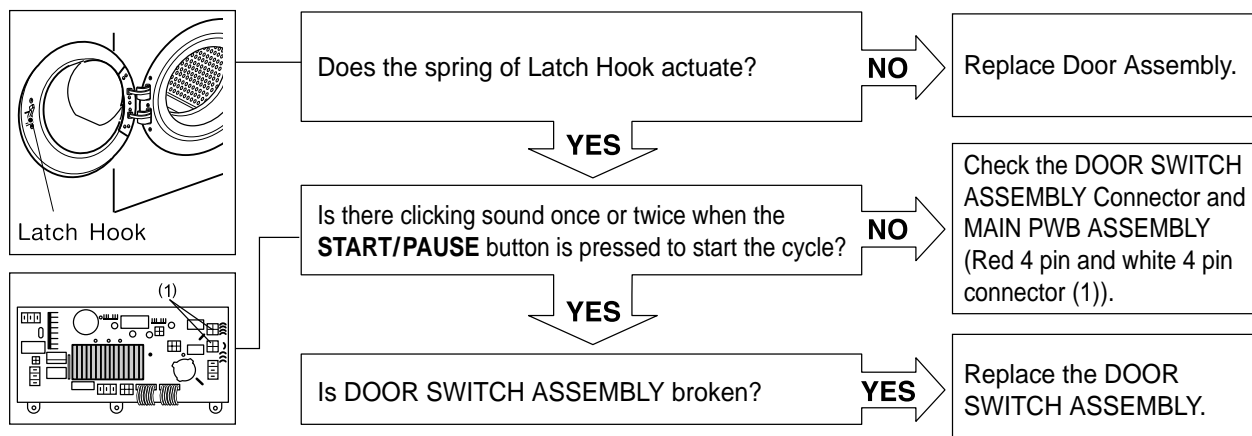 Latch Hook
Does the spring of Latch Hook actuate?
NO
Replace Door Assembly.
YES
(1)
Is there clicking sound once or twice when the
START/PAUSE button is pressed to start the cycle?
NO
Check the DOOR SWITCH
ASSEMBLY Connector and
MAIN PWB ASSEMBLY
(Red 4 pin and white 4 pin
connector (1)).
YES
Is DOOR SWITCH ASSEMBLY broken?
YES
Replace the DOOR
SWITCH ASSEMBLY.